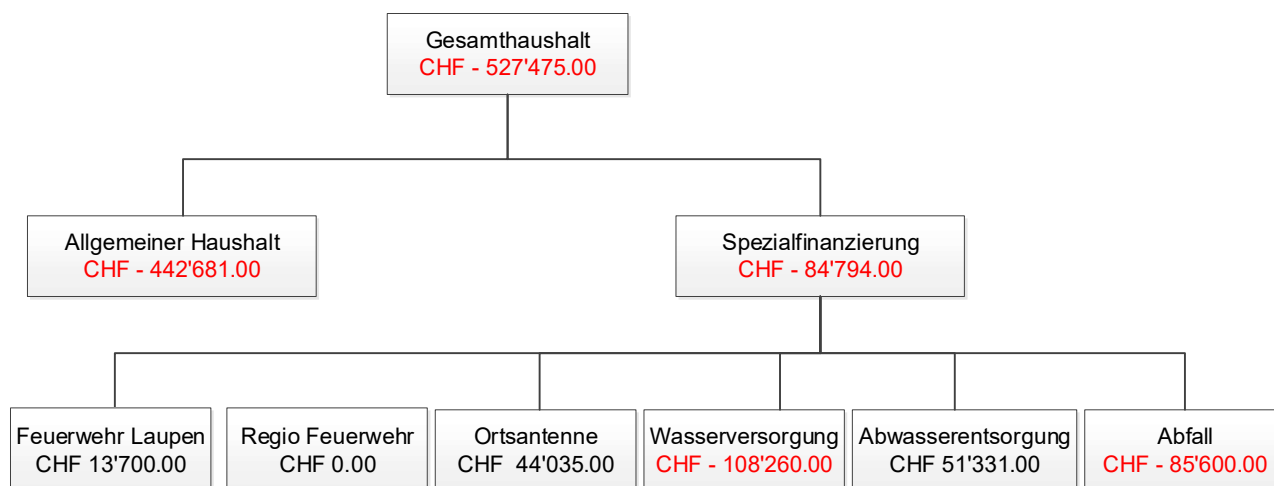 Gesamthaushalt
CHF - 527'475.00
Allgemeiner Haushalt
CHF - 442'681.00
Spezialfinanzierung
CHF - 84'794.00
Feuerwehr Laupen
CHF 13'700.00
Regio Feuerwehr
CHF 0.00
Ortsantenne
CHF 44'035.00
Wasserversorgung
CHF - 108'260.00
Abwasserentsorgung
CHF 51'331.00
Abfall
CHF - 85'600.00